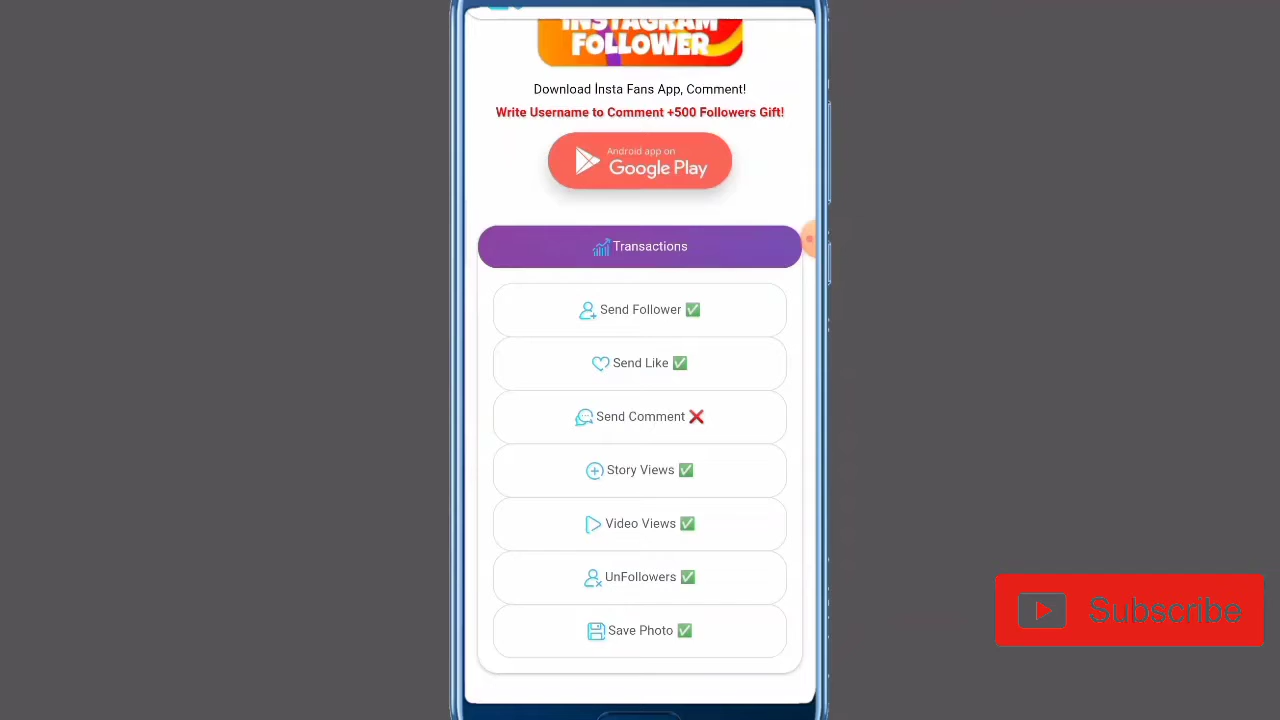 INSTAGRAM
FOLLOWER
Download İnsta Fans App, Comment!
Write Username to Comment +500 Followers Gift!
Android app on
Google Play
Transactions
Send Follower ✅
Send Like ✅
Send Comment ❌
Story Views ✅
Video Views ✅
UnFollowers ✅
Save Photo ✅
Subscribe